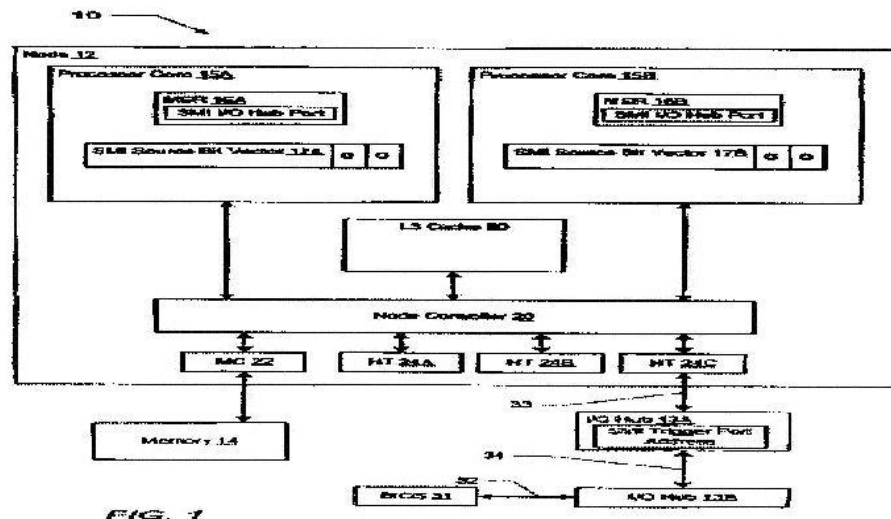 10
Node 12
Processor Core 15A
MSR 16A
SMI I/O Hub Port
SMI Source Bit Vector 17A 0 0
Processor Core 15B
MSR 16B
SMI I/O Hub Port
SMI Source Bit Vector 17B 0 0
L3 Cache 60
Node Controller 20
MC 22
HT 24A
HT 24B
HT 24C
33
Memory 14
I/O Hub 13A
SMI Trigger Port
Address
34
32
BIOS 31
I/O Hub 13B
FIG. 1